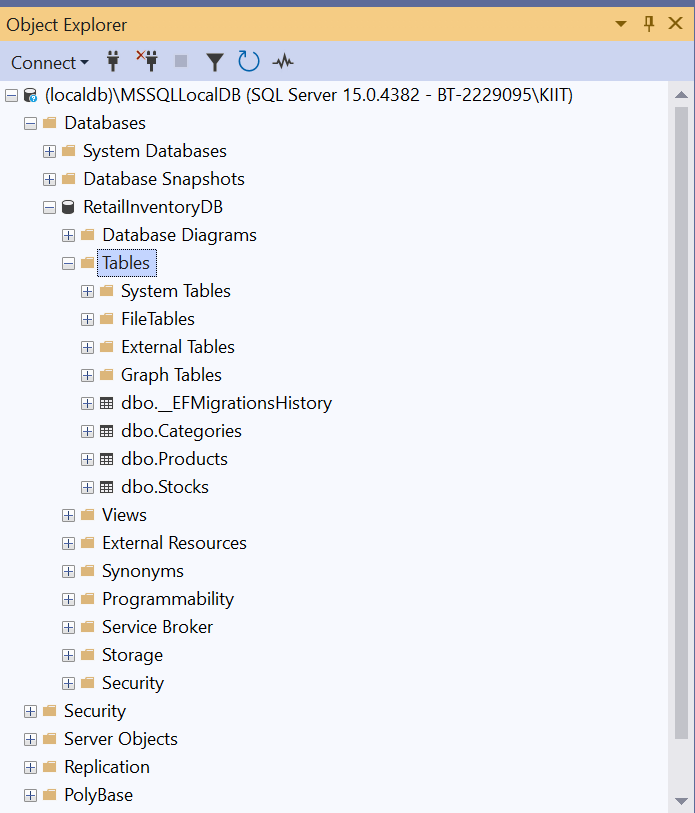 Object Explorer
Connect
(localdb)\MSSQLLocalDB (SQL Server 15.0.4382 - BT-2229095\KIIT)
Databases
System Databases
Database Snapshots
RetailInventoryDB
Database Diagrams
Tables
System Tables
FileTables
External Tables
Graph Tables
dbo.__EFMigrationsHistory
dbo.Categories
dbo.Products
dbo.Stocks
Views
External Resources
Synonyms
Programmability
Service Broker
Storage
Security
Security
Server Objects
Replication
PolyBase